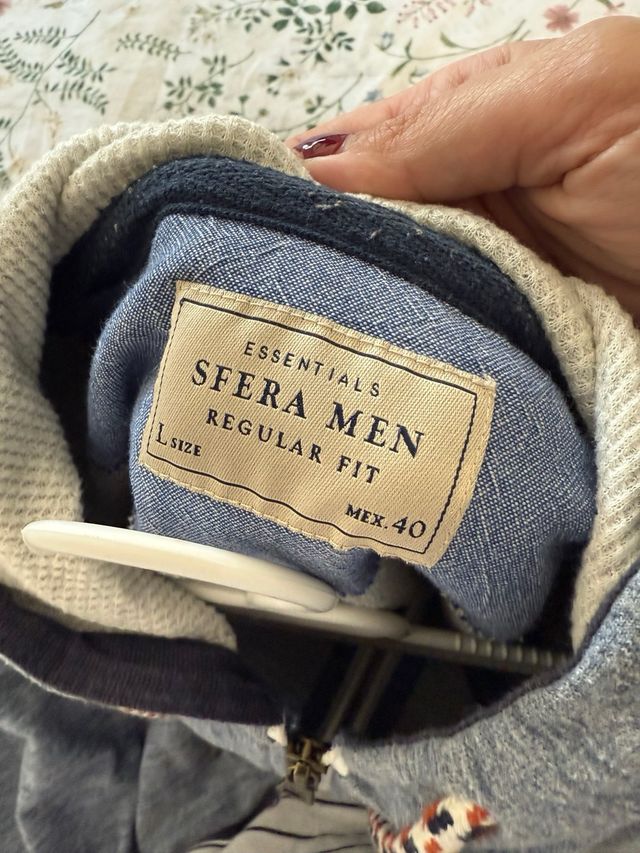 ESSENTIALS
SFERA MEN
REGULAR FIT
L SIZE
MEX. 40